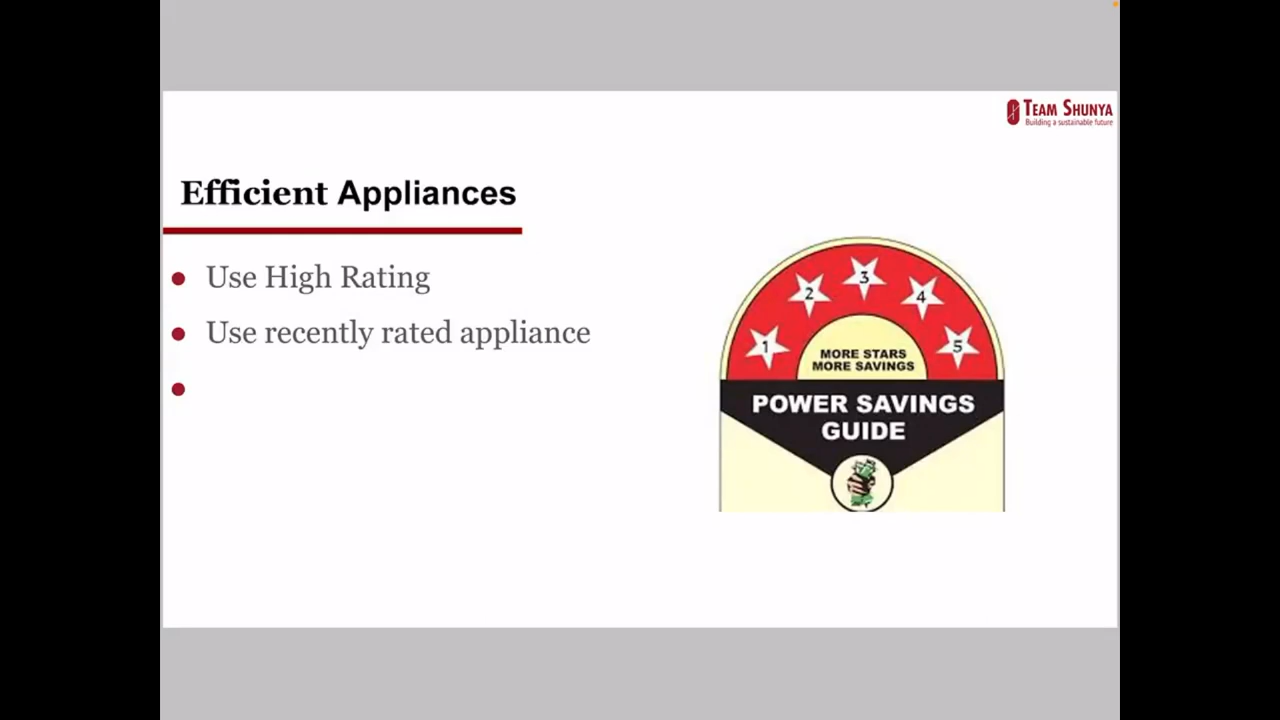 TEAM SHUNYA
Building a sustainable future
Efficient Appliances
● Use High Rating
● Use recently rated appliance
●
1 2 3 4 5
MORE STARS
MORE SAVINGS
POWER SAVINGS
GUIDE